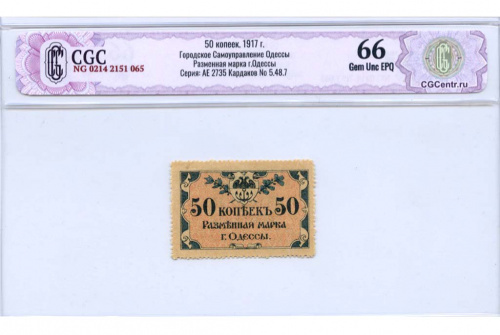 CGC
NG 0214 2151 065
50 копеек, 1917 г.
Городское Самоуправление Одессы
Разменная марка г.Одессы
Серия: АЕ 2735 Кардаков No 5.48.7
66
Gem Unc EPQ
CGCentr.ru
50 КОПѢЕКЪ 50
РАЗМѢННАЯ МАРКА
Г. ОДЕССЫ.